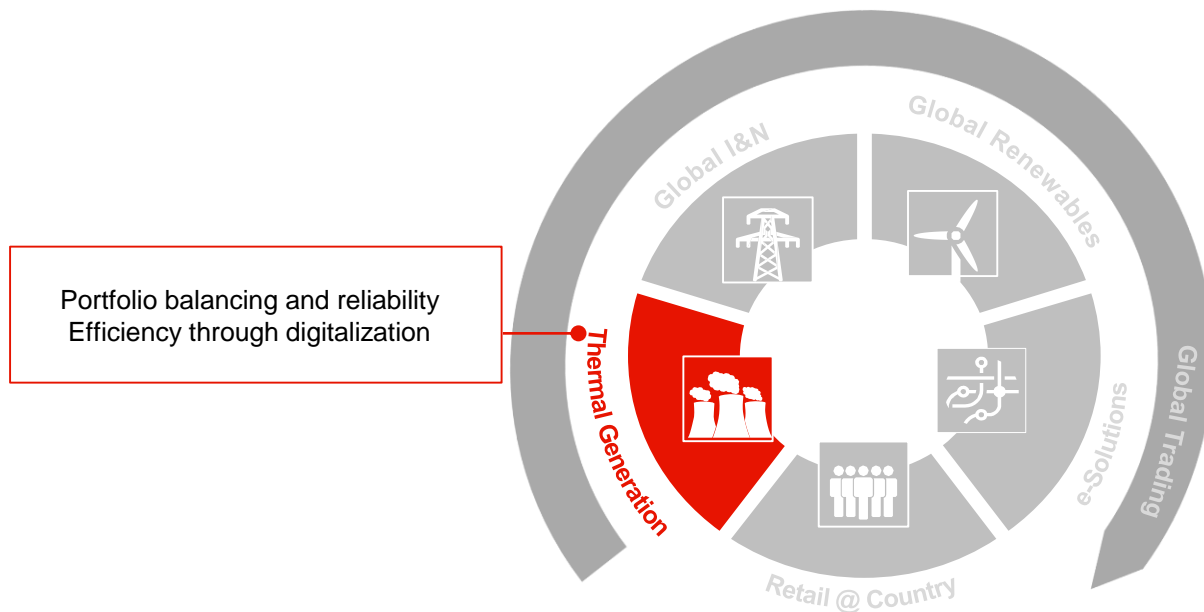 Global I&N
Global Renewables
Portfolio balancing and reliability
Efficiency through digitalization
Thermal Generation
Global Trading
e-Solutions
Retail @ Country